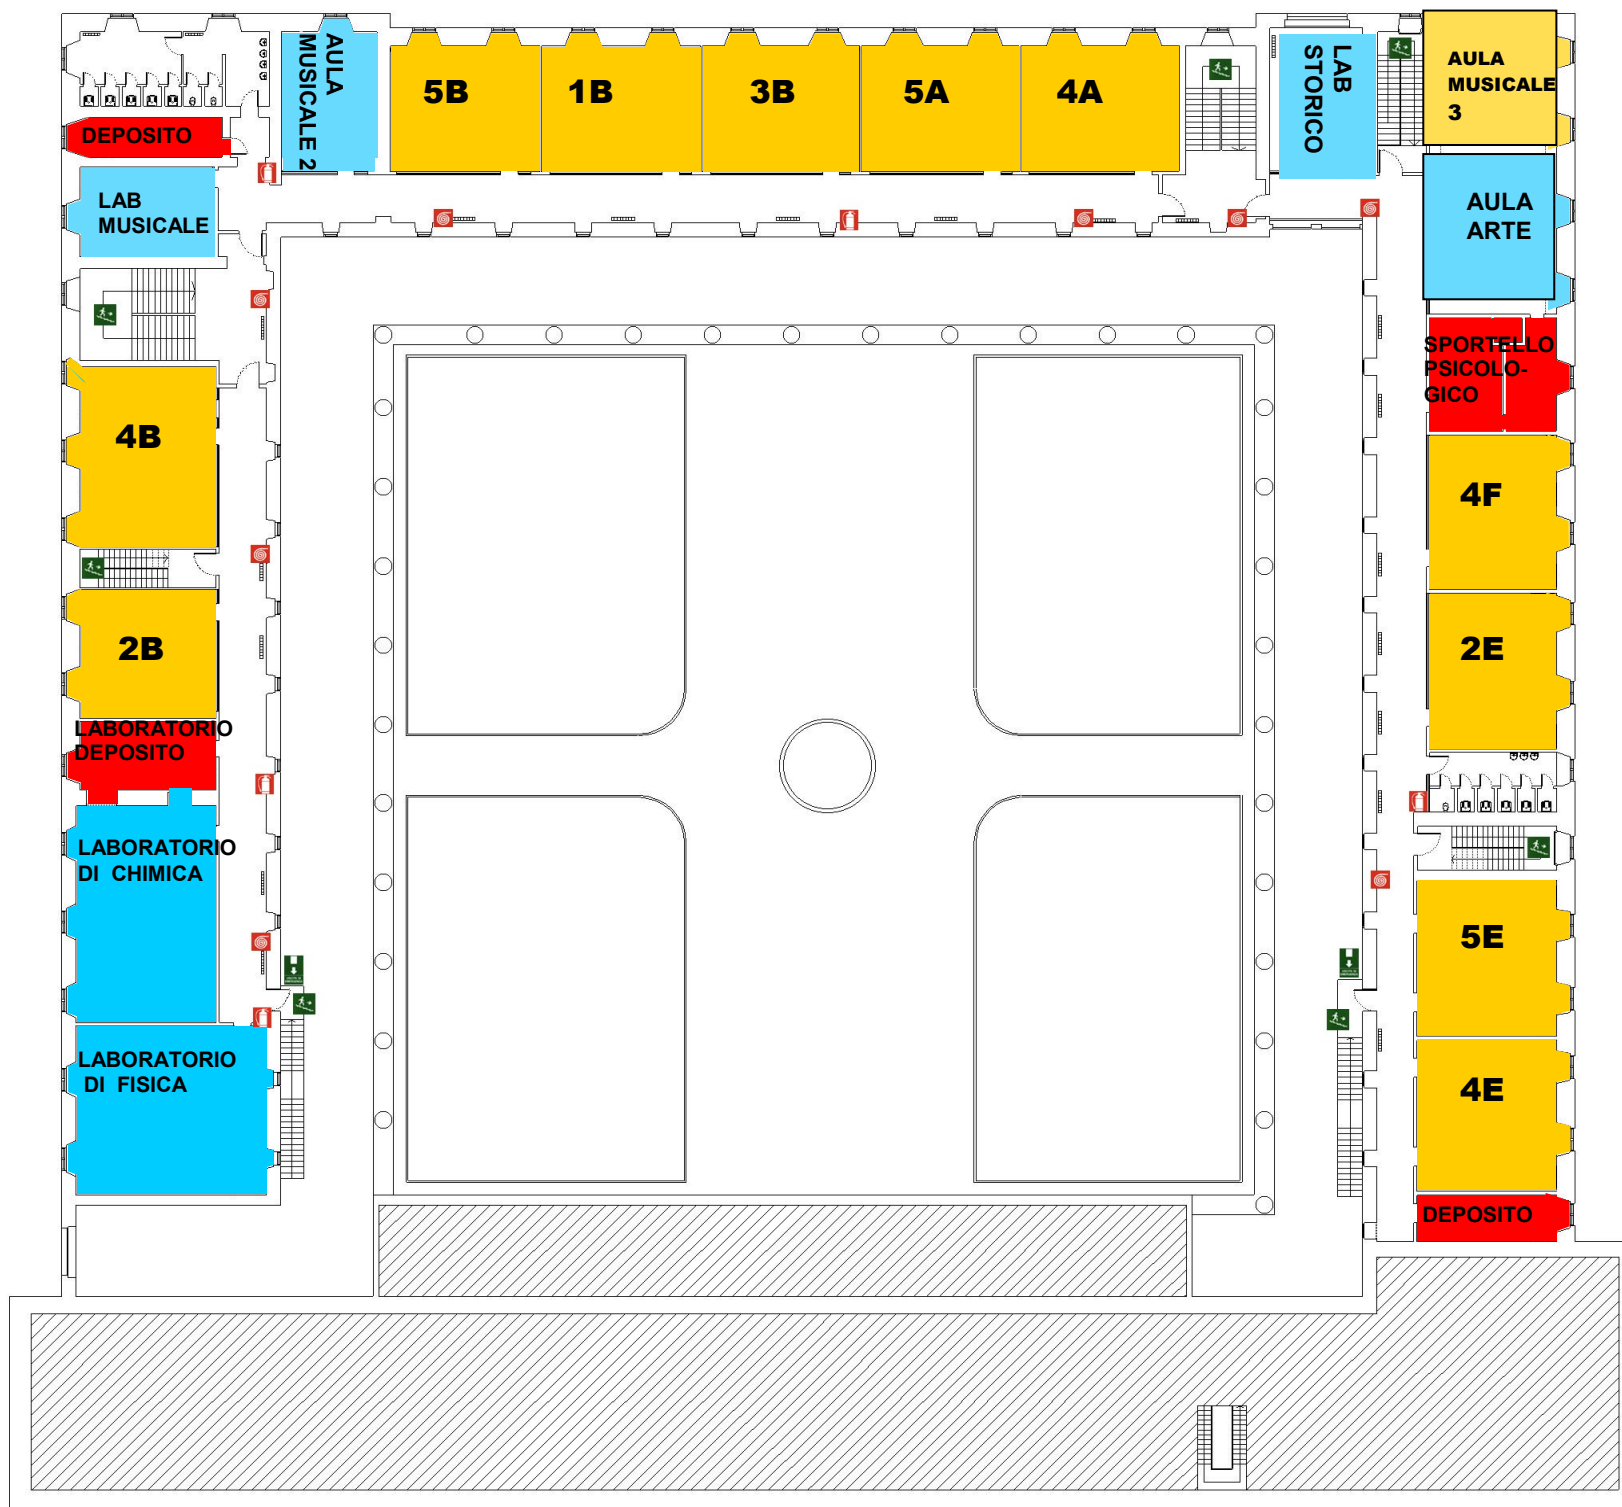 AULA
MUSICALE 2
5B
1B
3B
5A
4A
LAB
STORICO
AULA
MUSICALE
3
DEPOSITO
LAB
MUSICALE
AULA
ARTE
SPORTELLO
PSICOLO-
GICO
4B
4F
2B
2E
LABORATORIO
DEPOSITO
LABORATORIO
DI CHIMICA
5E
LABORATORIO
DI FISICA
4E
DEPOSITO